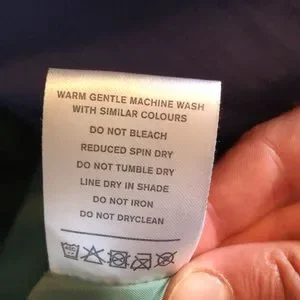 WARM GENTLE MACHINE WASH
WITH SIMILAR COLOURS
DO NOT BLEACH
REDUCED SPIN DRY
DO NOT TUMBLE DRY
LINE DRY IN SHADE
DO NOT IRON
DO NOT DRYCLEAN